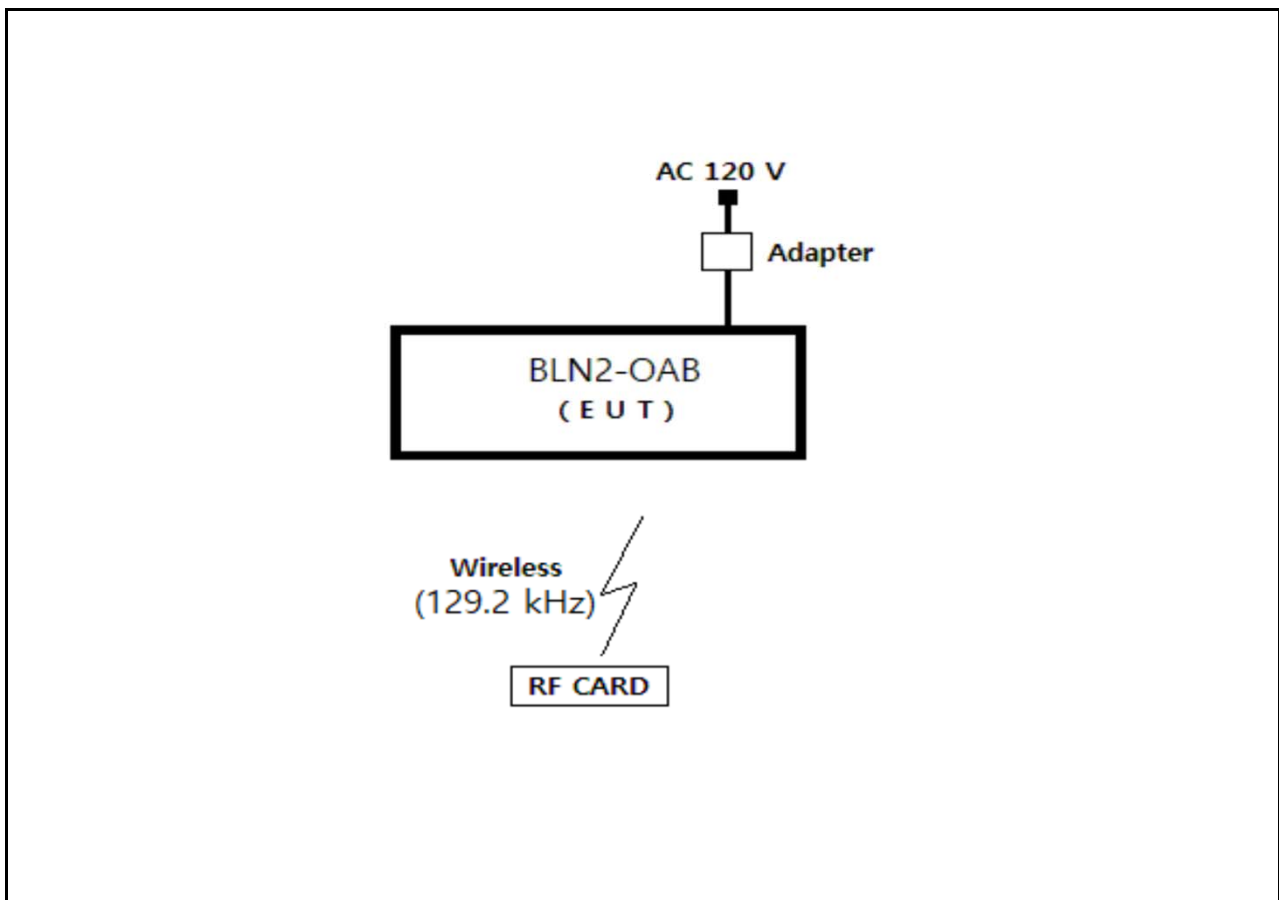 AC 120 V
Adapter
BLN2-OAB
( E U T )
Wireless
(129.2 kHz)
RF CARD